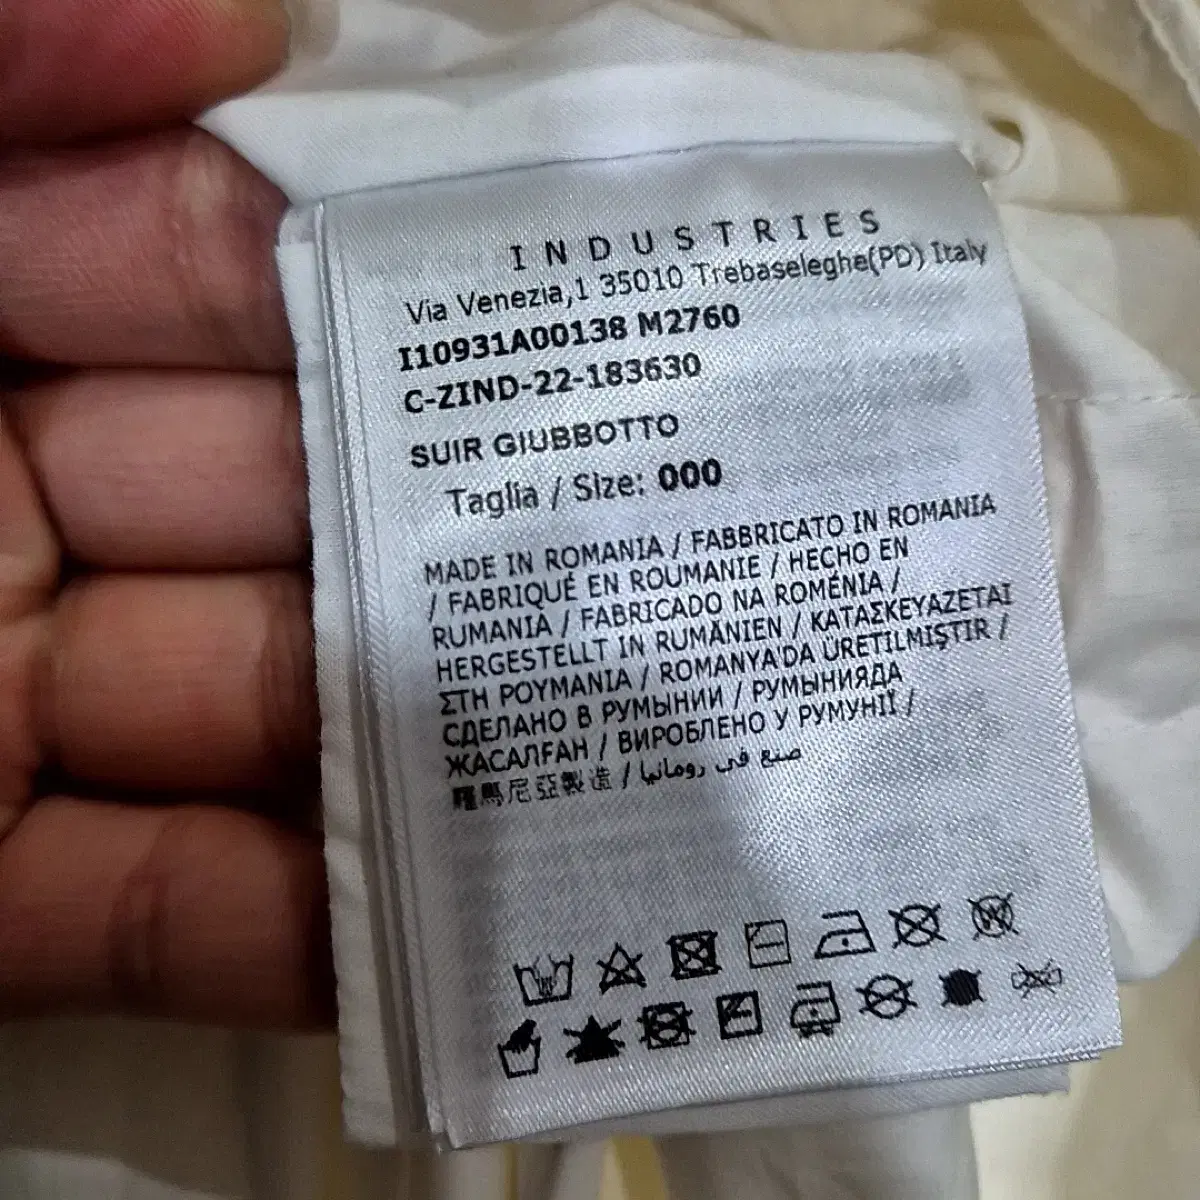 INDUSTRIES
Via Venezia,1 35010 Trebaseleghe(PD) Italy
I10931A00138 M2760
C-ZIND-22-183630
SUIR GIUBBOTTO
Taglia / Size: 000
MADE IN ROMANIA / FABBRICATO IN ROMANIA
/ FABRIQUÉ EN ROUMANIE / HECHO EN
RUMANIA / FABRICADO NA ROMÉNIA /
HERGESTELLT IN RUMÄNIEN / ΚΑΤΑΣΚΕΥΑΖΕΤΑΙ
ΣΤΗ ΡΟΥΜΑΝΙΑ / ROMANYA'DA ÜRETILMIŞTIR /
СДЕЛАНО В РУМЫНИИ / РУМЫНИЯДА
ЖАСАЛҒАН / ВИРОБЛЕНО У РУМУНІЇ /
羅馬尼亞製造 / صنع في رومانيا